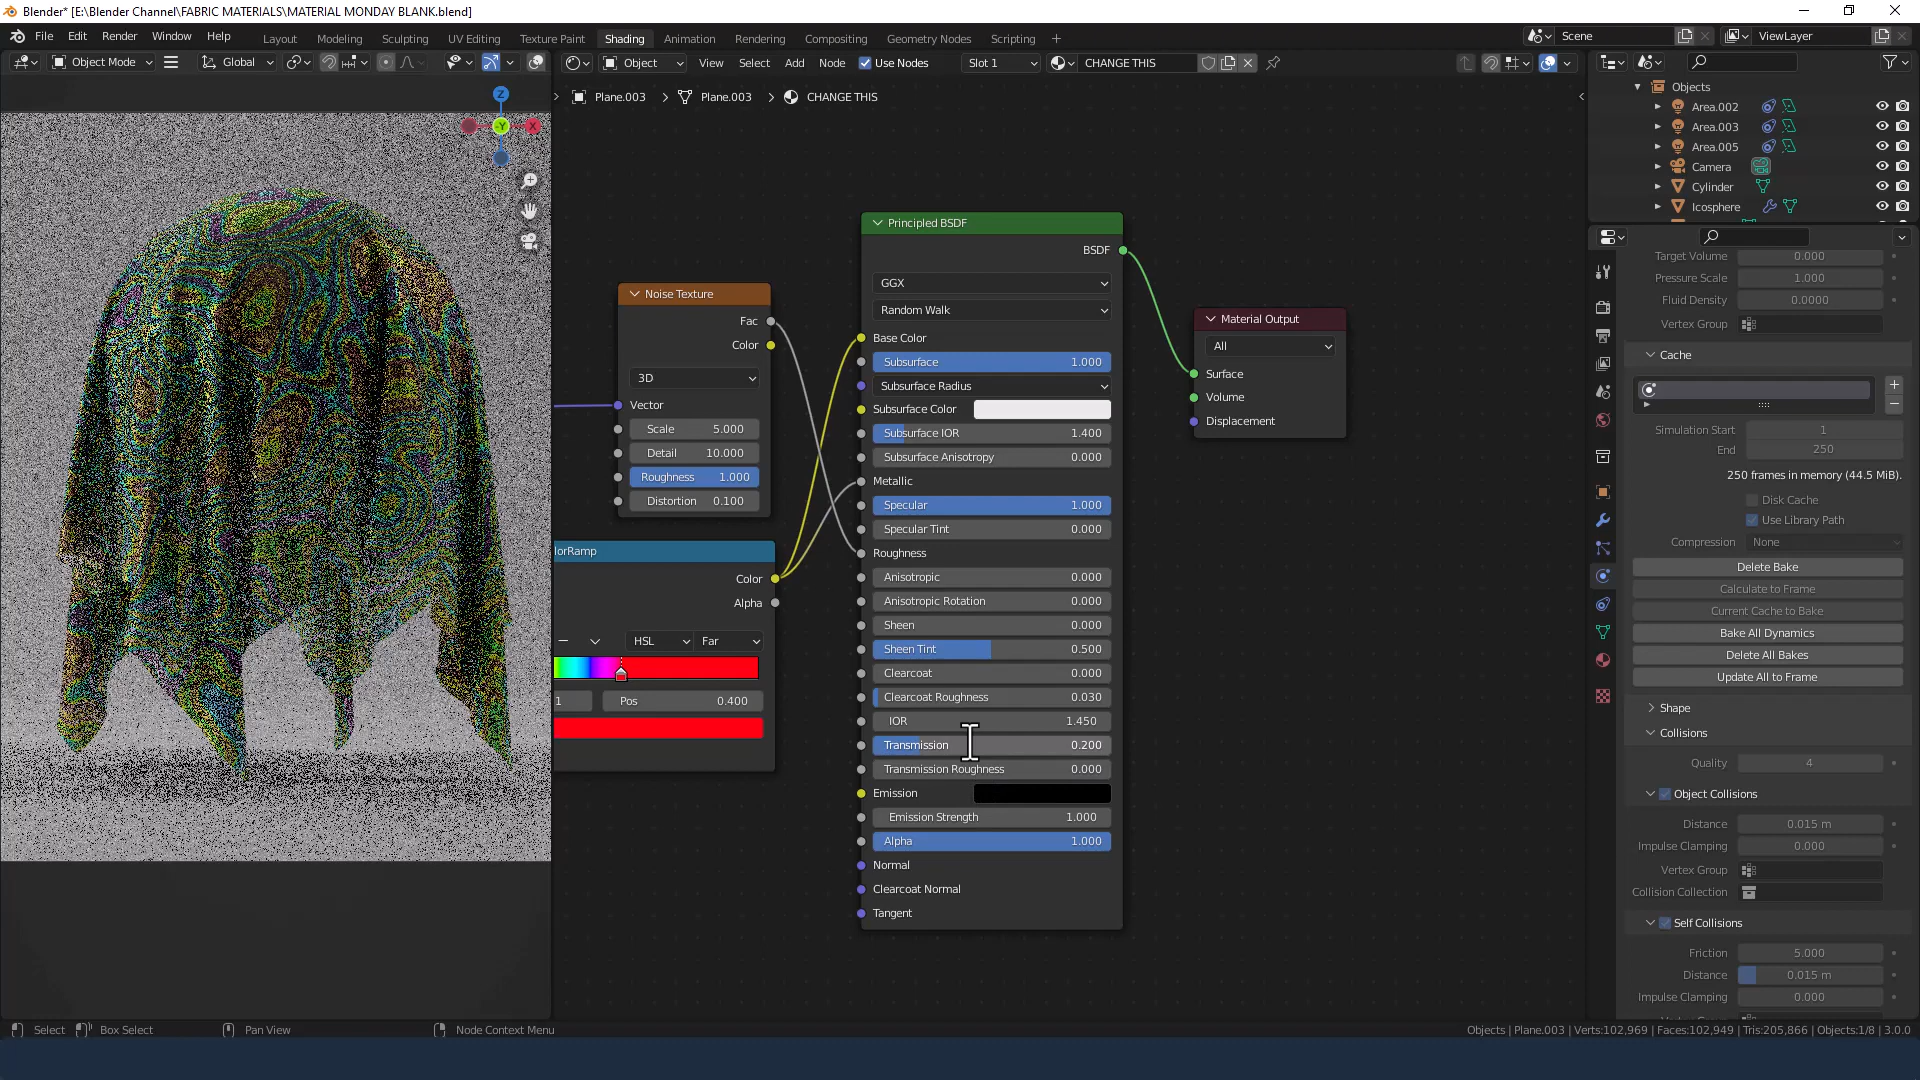 Blender* [E:\Blender Channel\FABRIC MATERIALS\MATERIAL MONDAY BLANK.blend]
File Edit Render Window Help Layout Modeling Sculpting UV Editing Texture Paint Shading Animation Rendering Compositing Geometry Nodes Scripting + Scene ViewLayer
Object Mode Global Object View Select Add Node Use Nodes Slot 1 CHANGE THIS
Plane.003 > Plane.003 > CHANGE THIS
Z
-Y
X
Objects
Area.002
Area.003
Area.005
Camera
Cylinder
Icosphere
Noise Texture
Fac
Color
3D
Vector
Scale 5.000
Detail 10.000
Roughness 1.000
Distortion 0.100
lorRamp
Color
Alpha
HSL Far
1 Pos 0.400
Principled BSDF
BSDF
GGX
Random Walk
Base Color
Subsurface 1.000
Subsurface Radius
Subsurface Color
Subsurface IOR 1.400
Subsurface Anisotropy 0.000
Metallic
Specular 1.000
Specular Tint 0.000
Roughness
Anisotropic 0.000
Anisotropic Rotation 0.000
Sheen 0.000
Sheen Tint 0.500
Clearcoat 0.000
Clearcoat Roughness 0.030
IOR 1.450
Transmission 0.200
Transmission Roughness 0.000
Emission
Emission Strength 1.000
Alpha 1.000
Normal
Clearcoat Normal
Tangent
Material Output
All
Surface
Volume
Displacement
Target Volume 0.000
Pressure Scale 1.000
Fluid Density 0.0000
Vertex Group
Cache
Simulation Start 1
End 250
250 frames in memory (44.5 MiB).
Disk Cache
Use Library Path
Compression None
Delete Bake
Calculate to Frame
Current Cache to Bake
Bake All Dynamics
Delete All Bakes
Update All to Frame
Shape
Collisions
Quality 4
Object Collisions
Distance 0.015 m
Impulse Clamping 0.000
Vertex Group
Collision Collection
Self Collisions
Friction 5.000
Distance 0.015 m
Impulse Clamping 0.000
Select Box Select Pan View Node Context Menu Objects | Plane.003 | Verts:102,969 | Faces:102,949 | Tris:205,866 | Objects:1/8 | 3.0.0